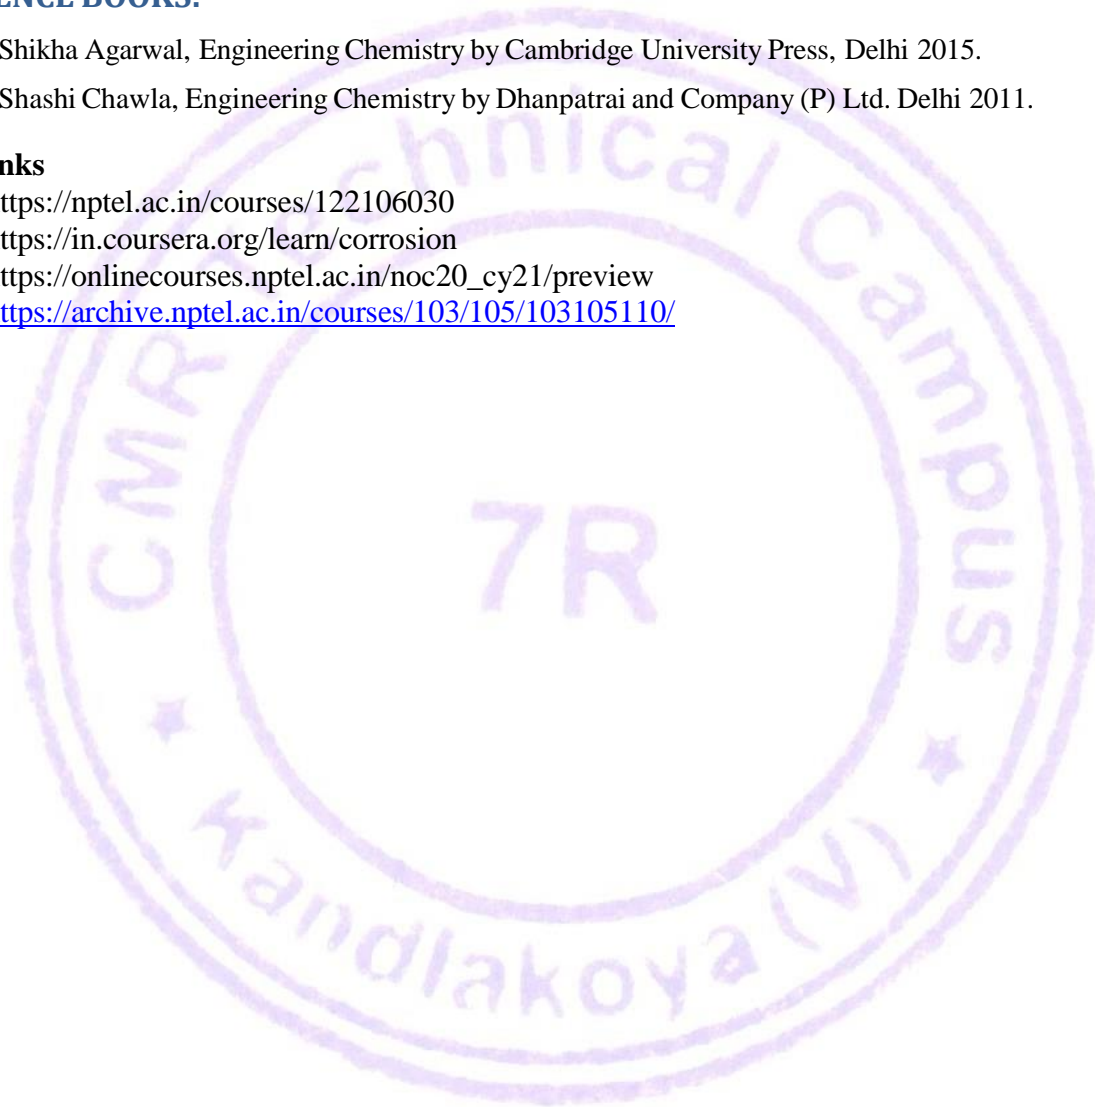 ENCE BOOKS:
Shikha Agarwal, Engineering Chemistry by Cambridge University Press, Delhi 2015.
Shashi Chawla, Engineering Chemistry by Dhanpatrai and Company (P) Ltd. Delhi 2011.
nks
ttps://nptel.ac.in/courses/122106030
ttps://in.coursera.org/learn/corrosion
ttps://onlinecourses.nptel.ac.in/noc20_cy21/preview
ttps://archive.nptel.ac.in/courses/103/105/103105110/
CMR Technical Campus
7R
Kandlakoya (V)